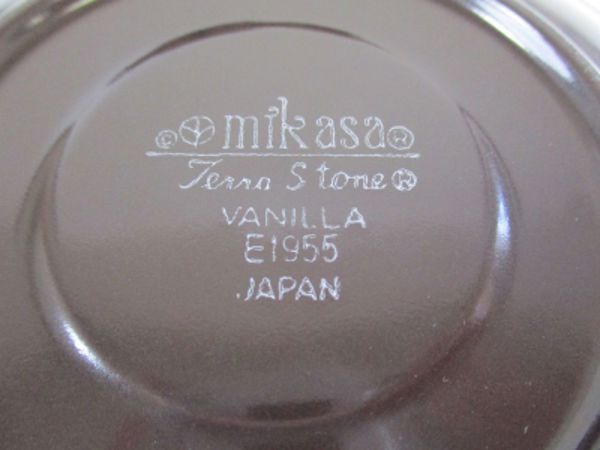 © mikasa ®
Terra Stone ®
VANILLA
E1955
JAPAN